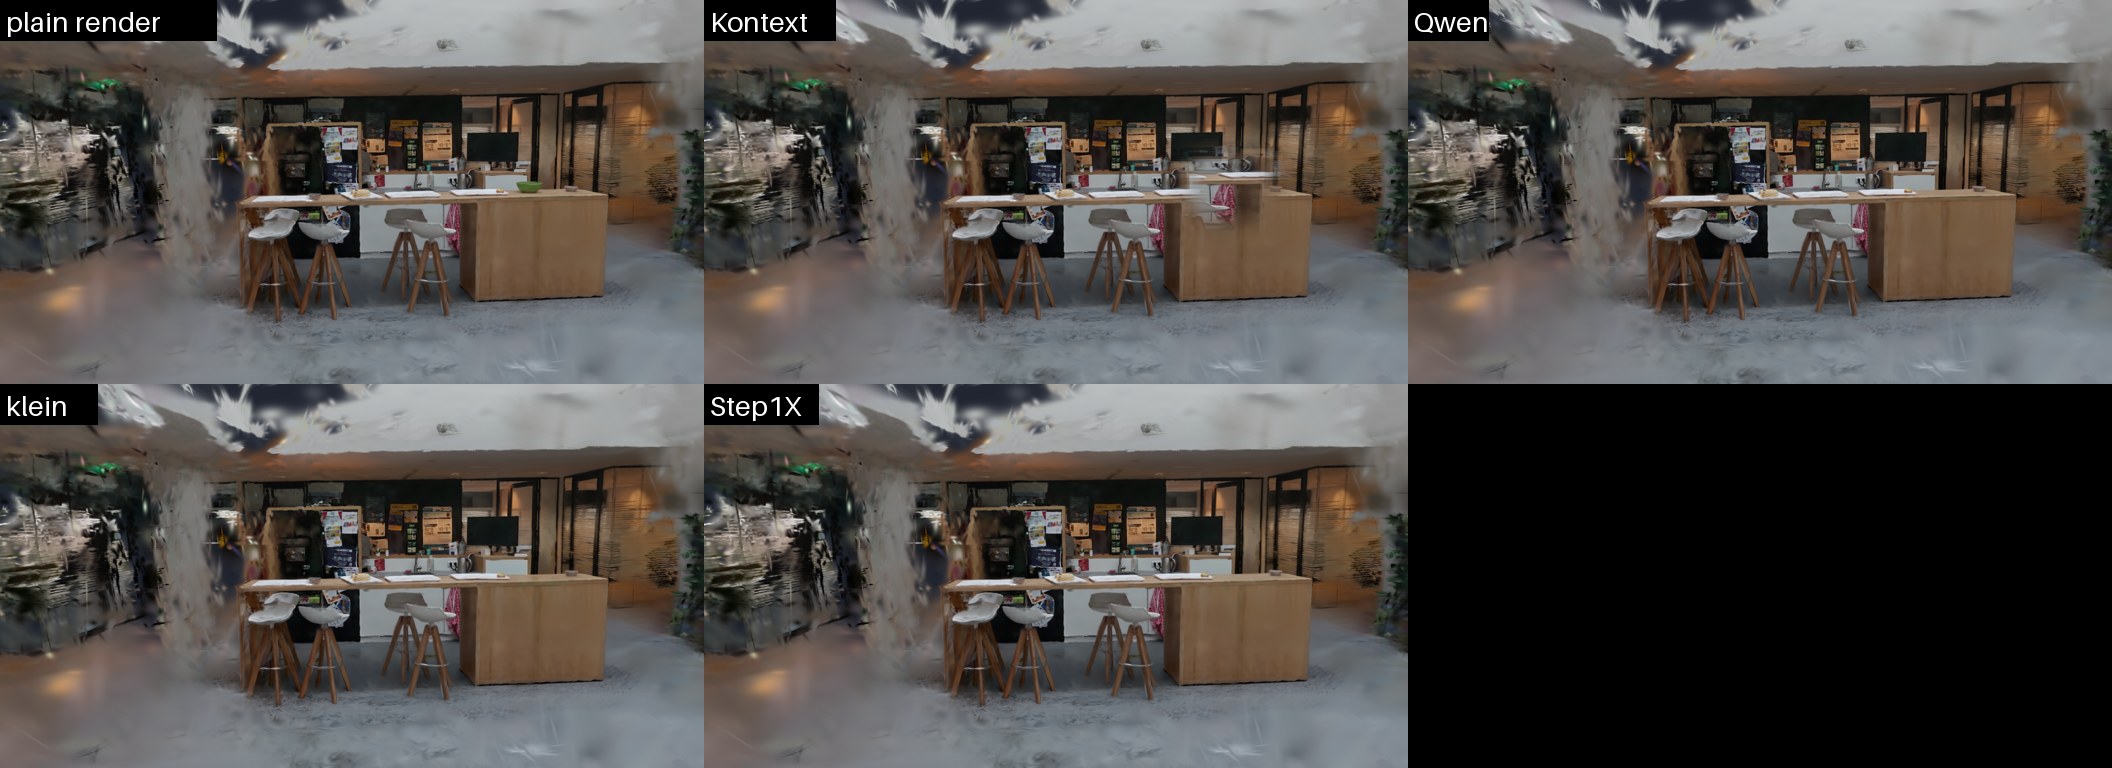 plain render
Kontext
Qwen
klein
Step1X